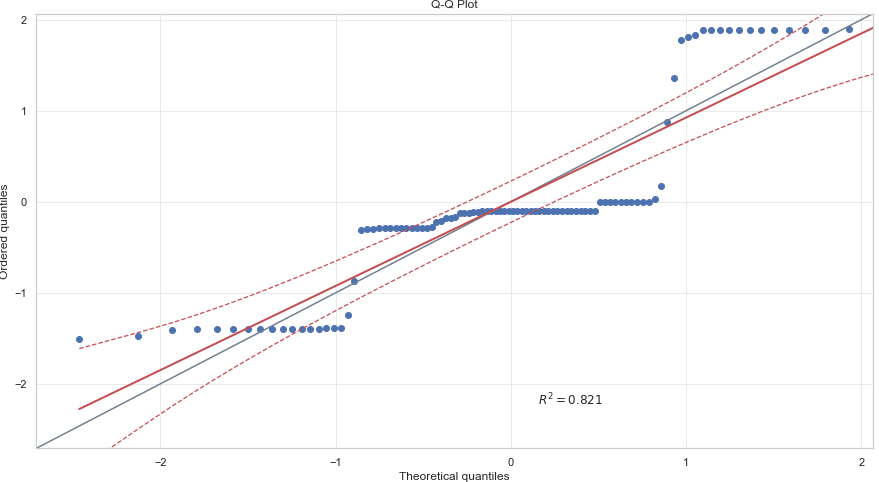 Q-Q Plot
2
1
0
−1
−2
Ordered quantiles
R² = 0.821
−2 −1 0 1 2
Theoretical quantiles